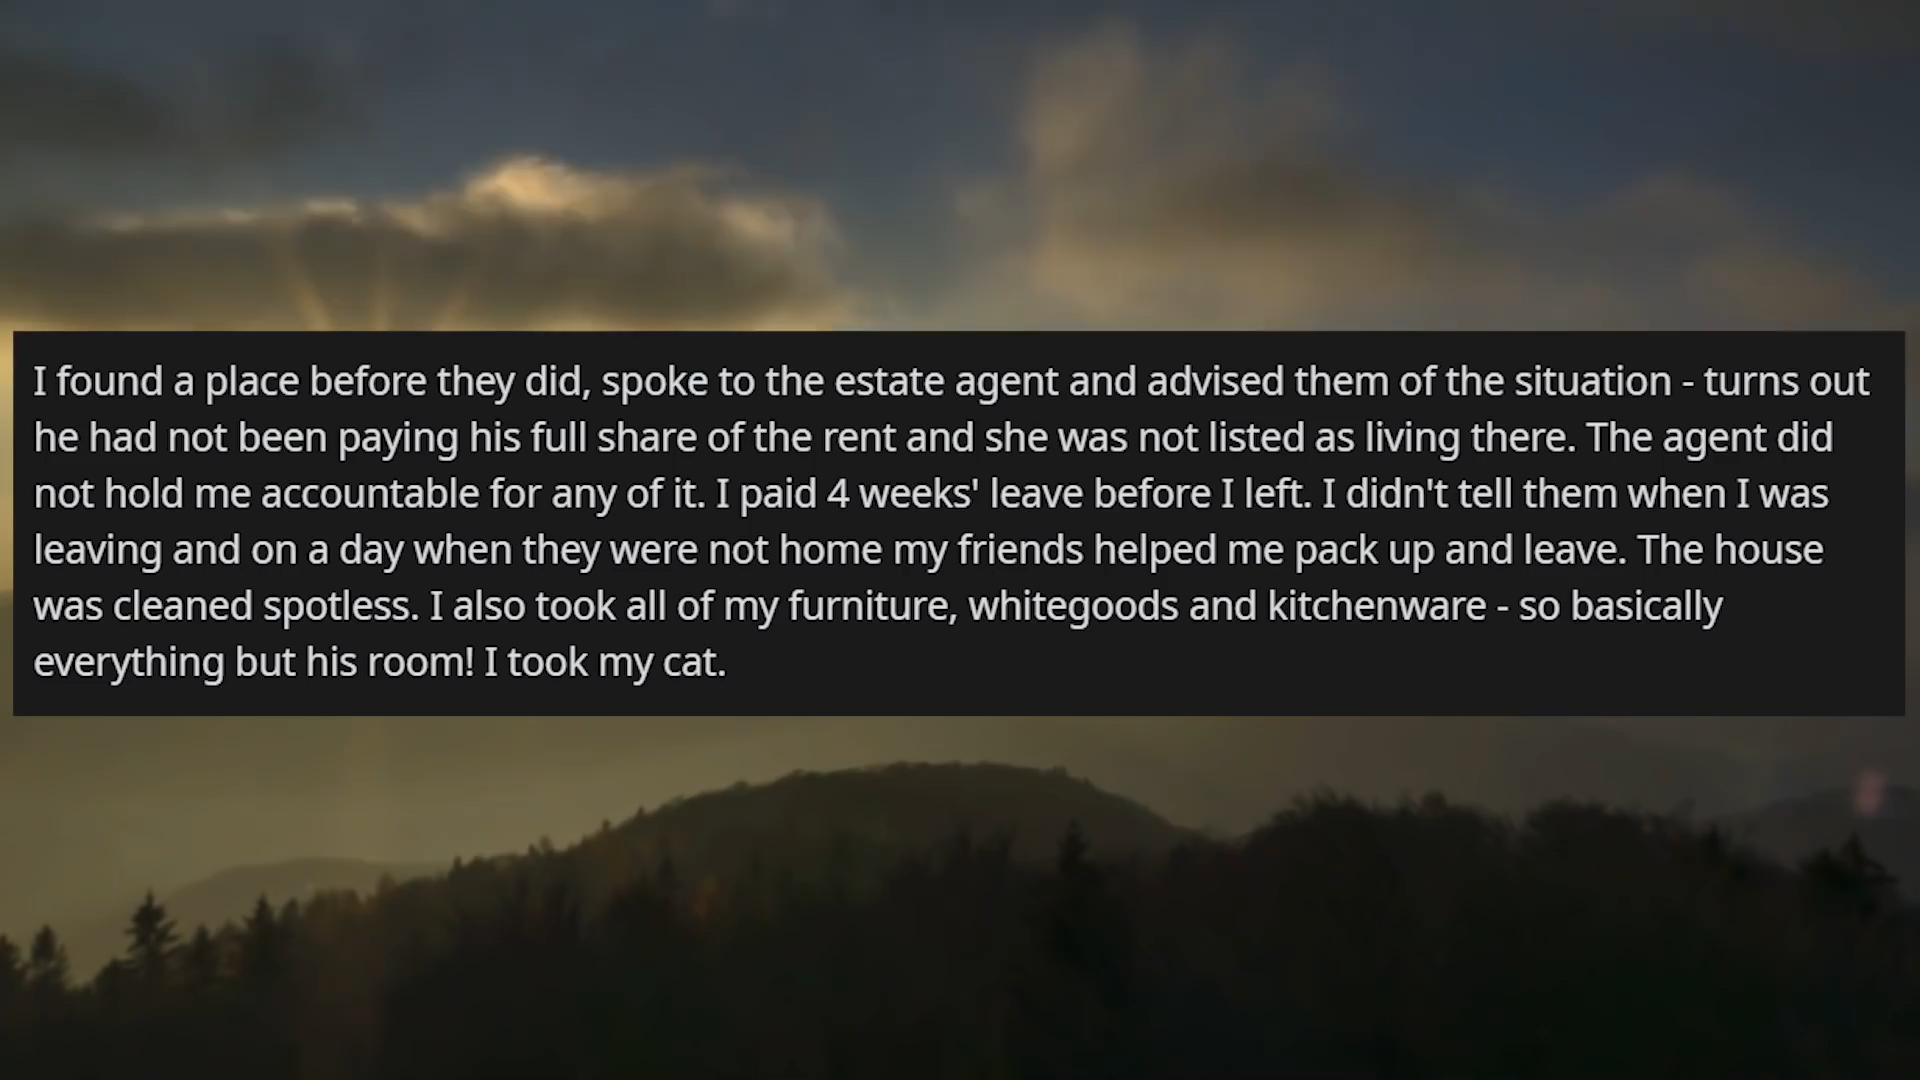 I found a place before they did, spoke to the estate agent and advised them of the situation - turns out
he had not been paying his full share of the rent and she was not listed as living there. The agent did
not hold me accountable for any of it. I paid 4 weeks' leave before I left. I didn't tell them when I was
leaving and on a day when they were not home my friends helped me pack up and leave. The house
was cleaned spotless. I also took all of my furniture, whitegoods and kitchenware - so basically
everything but his room! I took my cat.